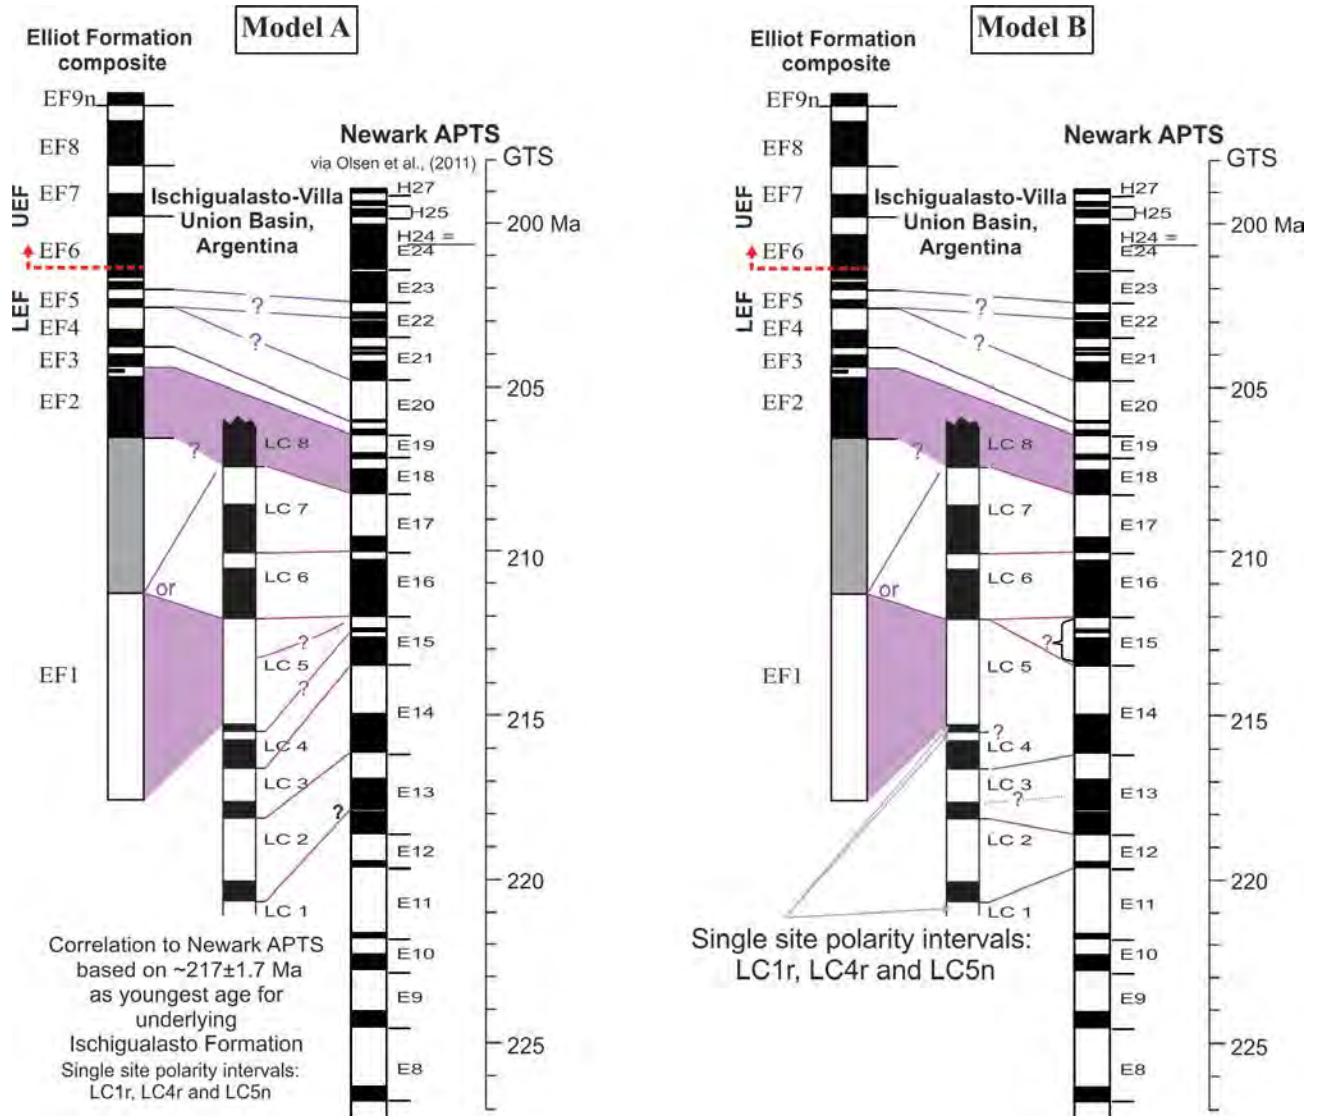 Model A
Elliot Formation
composite
EF9n
EF8
EF7
EF6
EF5
EF4
EF3
EF2
EF1
UEF
LEF
Ischigualasto-Villa
Union Basin,
Argentina
Newark APTS
via Olsen et al., (2011)
GTS
H27
H25
H24 =
E24
E23
E22
E21
E20
E19
E18
E17
E16
E15
E14
E13
E12
E11
E10
E9
E8
200 Ma
205
210
215
220
225
?
?
?
or
LC 8
LC 7
LC 6
LC 5
LC 4
LC 3
LC 2
LC 1
?
?
?
Correlation to Newark APTS
based on ~217±1.7 Ma
as youngest age for
underlying
Ischigualasto Formation
Single site polarity intervals:
LC1r, LC4r and LC5n
Model B
Elliot Formation
composite
EF9n
EF8
EF7
EF6
EF5
EF4
EF3
EF2
EF1
UEF
LEF
Ischigualasto-Villa
Union Basin,
Argentina
Newark APTS
GTS
H27
H25
H24 =
E24
E23
E22
E21
E20
E19
E18
E17
E16
E15
E14
E13
E12
E11
E10
E9
E8
200 Ma
205
210
215
220
225
?
?
?
or
LC 8
LC 7
LC 6
LC 5
LC 4
LC 3
LC 2
LC 1
?
?
?
Single site polarity intervals:
LC1r, LC4r and LC5n